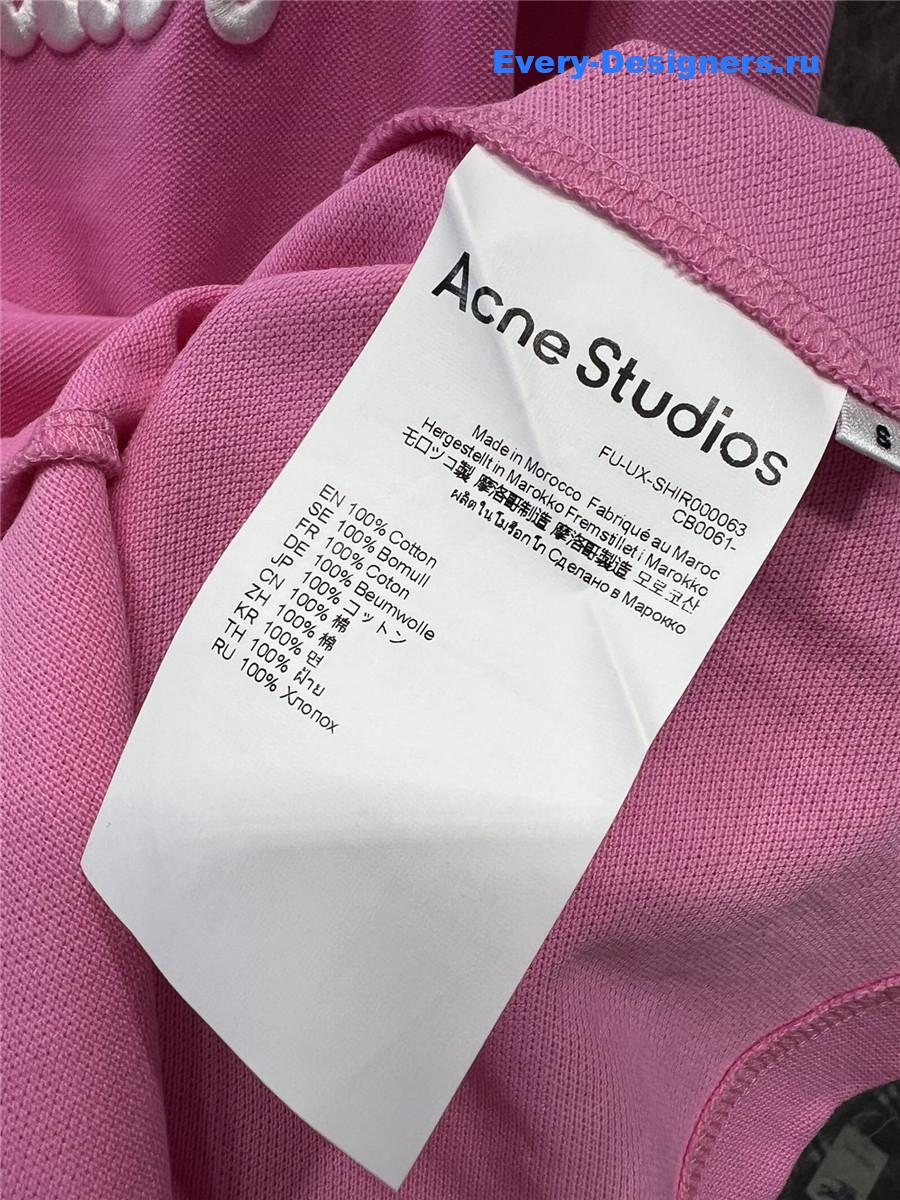 Every-Designers.ru
Acne Studios
FU-UX-SHIR000063
CB0061-
Made in Morocco Fabriqué au Maroc
Hergestellt in Marokko Fremstillet i Marokko
モロッコ製 摩洛哥制造 摩洛哥製造 모로코산
ผลิตในโมร็อกโก Сделано в Марокко
EN 100% Cotton
SE 100% Bomull
FR 100% Coton
DE 100% Beumwolle
JP 100% コットン
CN 100% 棉
ZH 100% 棉
KR 100% 면
TH 100% ฝ้าย
RU 100% Хлопох
S